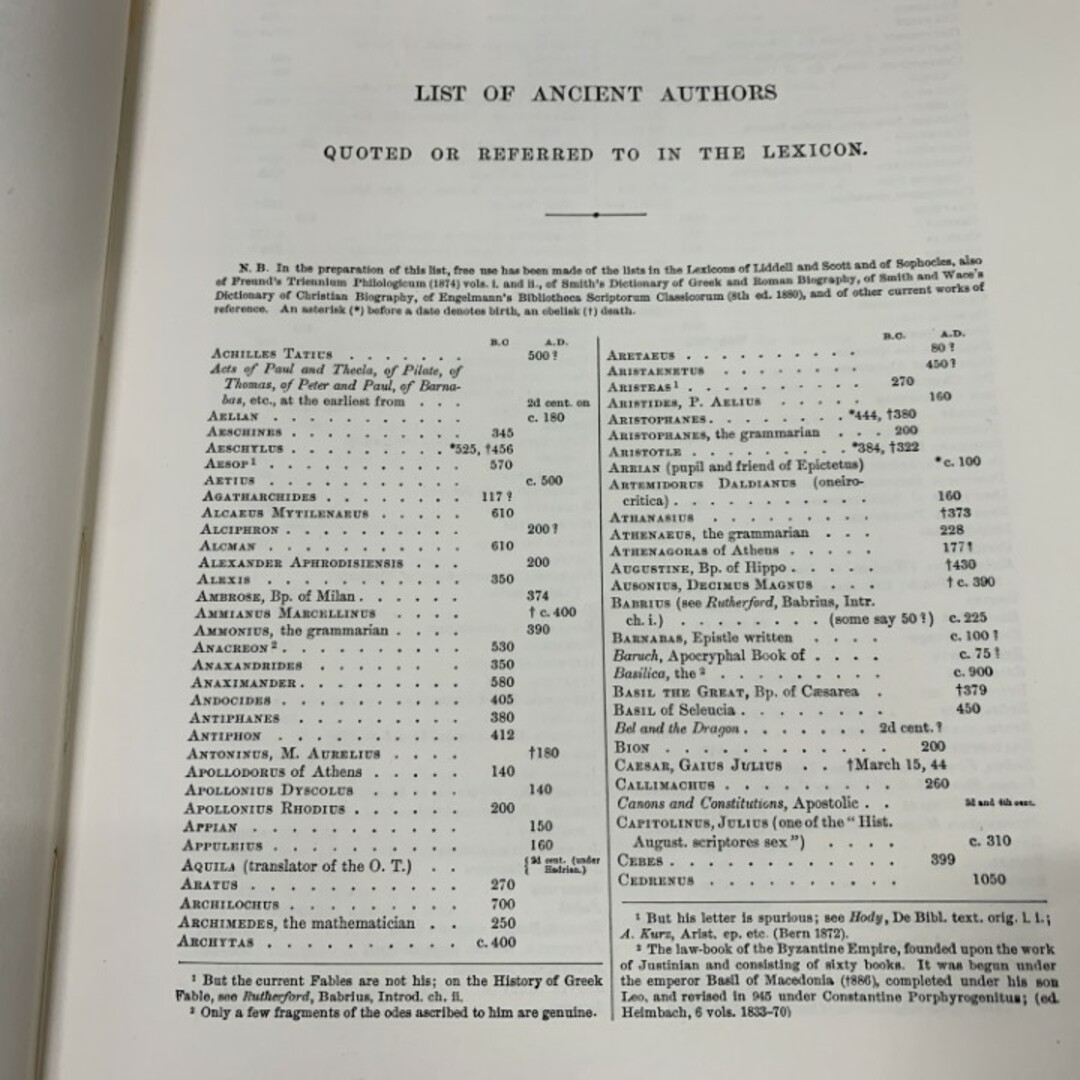 LIST OF ANCIENT AUTHORS
QUOTED OR REFERRED TO IN THE LEXICON.
N. B. In the preparation of this list, free use has been made of the lists in the Lexicons of Liddell and Scott and of Sophocles, also
of Freund's Triennium Philologicum (1874) vols. i. and ii., of Smith's Dictionary of Greek and Roman Biography, of Smith and Wace's
Dictionary of Christian Biography, of Engelmann's Bibliotheca Scriptorum Classicorum (8th ed. 1880), and of other current works of
reference. An asterisk (*) before a date denotes birth, an obelisk (†) death.
B.C A.D.
ACHILLES TATIUS . . . . . . . 500?
Acts of Paul and Thecla, of Pilate, of
Thomas, of Peter and Paul, of Barna-
bas, etc., at the earliest from . . . 2d cent. on
AELIAN . . . . . . . . . . c. 180
AESCHINES . . . . . . . . . . 345
AESCHYLUS . . . . . . . . . *525, †456
AESOP¹ . . . . . . . . . . 570
AETIUS . . . . . . . . . . c. 500
AGATHARCHIDES . . . . . . . . 117?
ALCAEUS MYTILENAEUS . . . . . 610
ALCIPHRON . . . . . . . . . . 200?
ALCMAN . . . . . . . . . . 610
ALEXANDER APHRODISIENSIS . . . 200
ALEXIS . . . . . . . . . . 350
AMBROSE, Bp. of Milan . . . . . . 374
AMMIANUS MARCELLINUS . . . . † c. 400
AMMONIUS, the grammarian . . . . 390
ANACREON² . . . . . . . . . . 530
ANAXANDRIDES . . . . . . . . 350
ANAXIMANDER . . . . . . . . . 580
ANDOCIDES . . . . . . . . . . 405
ANTIPHANES . . . . . . . . . 380
ANTIPHON . . . . . . . . . . 412
ANTONINUS, M. AURELIUS . . . . †180
APOLLODORUS of Athens . . . . . 140
APOLLONIUS DYSCOLUS . . . . . . 140
APOLLONIUS RHODIUS . . . . . . 200
APPIAN . . . . . . . . . . . 150
APPULEIUS . . . . . . . . . . 160
AQUILA (translator of the O. T.) . . { 2d cent. (under
Hadrian.)
ARATUS . . . . . . . . . . . 270
ARCHILOCHUS . . . . . . . . . 700
ARCHIMEDES, the mathematician . . 250
ARCHYTAS . . . . . . . . . . c. 400
¹ But the current Fables are not his; on the History of Greek
Fable, see Rutherford, Babrius, Introd. ch. ii.
² Only a few fragments of the odes ascribed to him are genuine.
B.C. A.D.
ARETAEUS . . . . . . . . . . 80?
ARISTAENETUS . . . . . . . . 450?
ARISTEAS¹ . . . . . . . . . . 270
ARISTIDES, P. AELIUS . . . . . 160
ARISTOPHANES . . . . . . . *444, †380
ARISTOPHANES, the grammarian . . . 200
ARISTOTLE . . . . . . . . . *384, †322
ARRIAN (pupil and friend of Epictetus) *c. 100
ARTEMIDORUS DALDIANUS (oneiro-
critica) . . . . . . . . . . . 160
ATHANASIUS . . . . . . . . . †373
ATHENAEUS, the grammarian . . . 228
ATHENAGORAS of Athens . . . . . 177?
AUGUSTINE, Bp. of Hippo . . . . . †430
AUSONIUS, DECIMUS MAGNUS . . . † c. 390
BABRIUS (see Rutherford, Babrius, Intr.
ch. i.) . . . . . . . . (some say 50?) c. 225
BARNABAS, Epistle written . . . . c. 100?
Baruch, Apocryphal Book of . . . . c. 75?
Basilica, the² . . . . . . . . . c. 900
BASIL THE GREAT, Bp. of Cæsarea . †379
BASIL of Seleucia . . . . . . . . 450
Bel and the Dragon . . . . . . . 2d cent.?
BION . . . . . . . . . . . . 200
CAESAR, GAIUS JULIUS . . †March 15, 44
CALLIMACHUS . . . . . . . . . 260
Canons and Constitutions, Apostolic . . 3d and 4th cent.
CAPITOLINUS, JULIUS (one of the "Hist.
August. scriptores sex") . . . . c. 310
CEBES . . . . . . . . . . . . 399
CEDRENUS . . . . . . . . . . 1050
¹ But his letter is spurious; see Hody, De Bibl. text. orig. l. i.;
A. Kurz, Arist. ep. etc. (Bern 1872).
² The law-book of the Byzantine Empire, founded upon the work
of Justinian and consisting of sixty books. It was begun under
the emperor Basil of Macedonia (†886), completed under his son
Leo, and revised in 945 under Constantine Porphyrogenitus; (ed.
Heimbach, 6 vols. 1833-70)